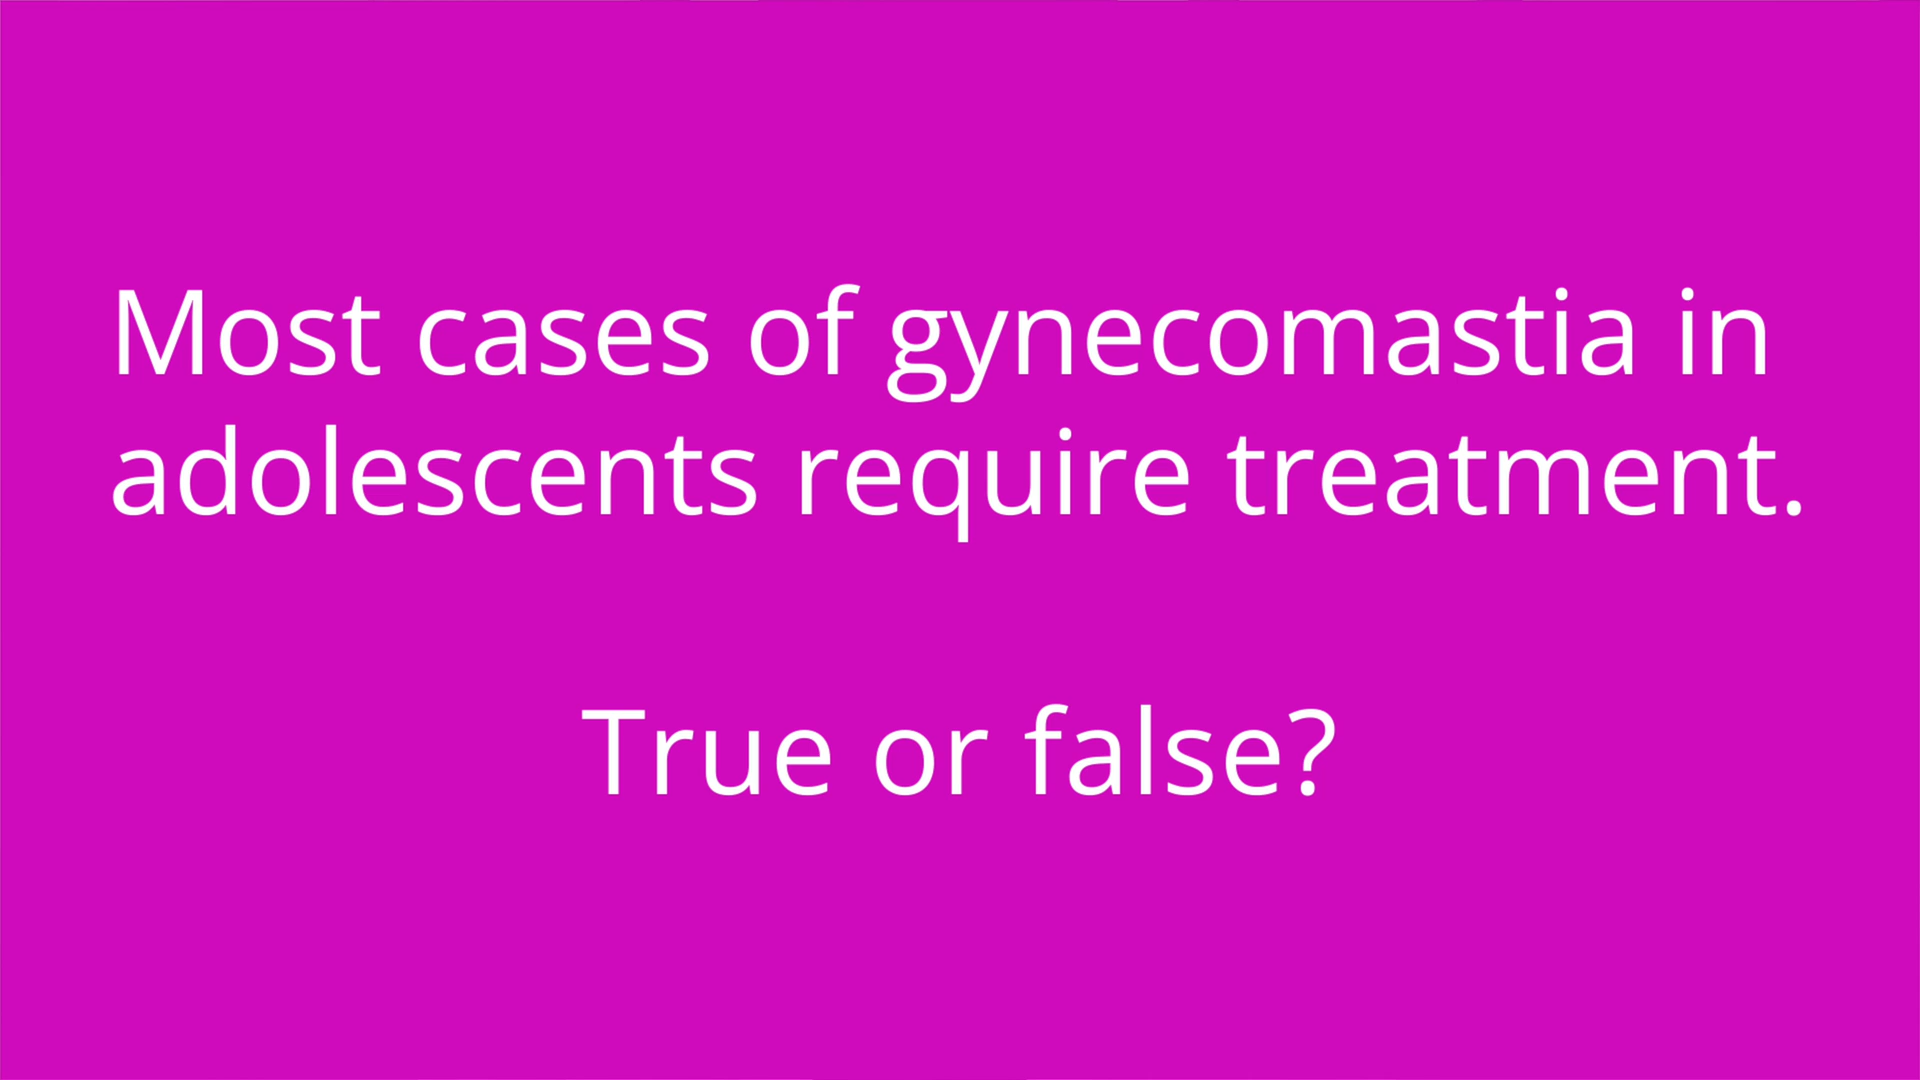 Most cases of gynecomastia in
adolescents require treatment.
True or false?